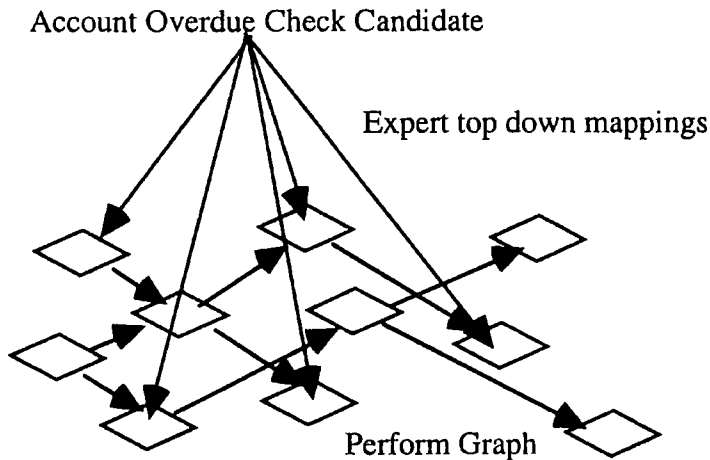 Account Overdue Check Candidate
Expert top down mappings
Perform Graph